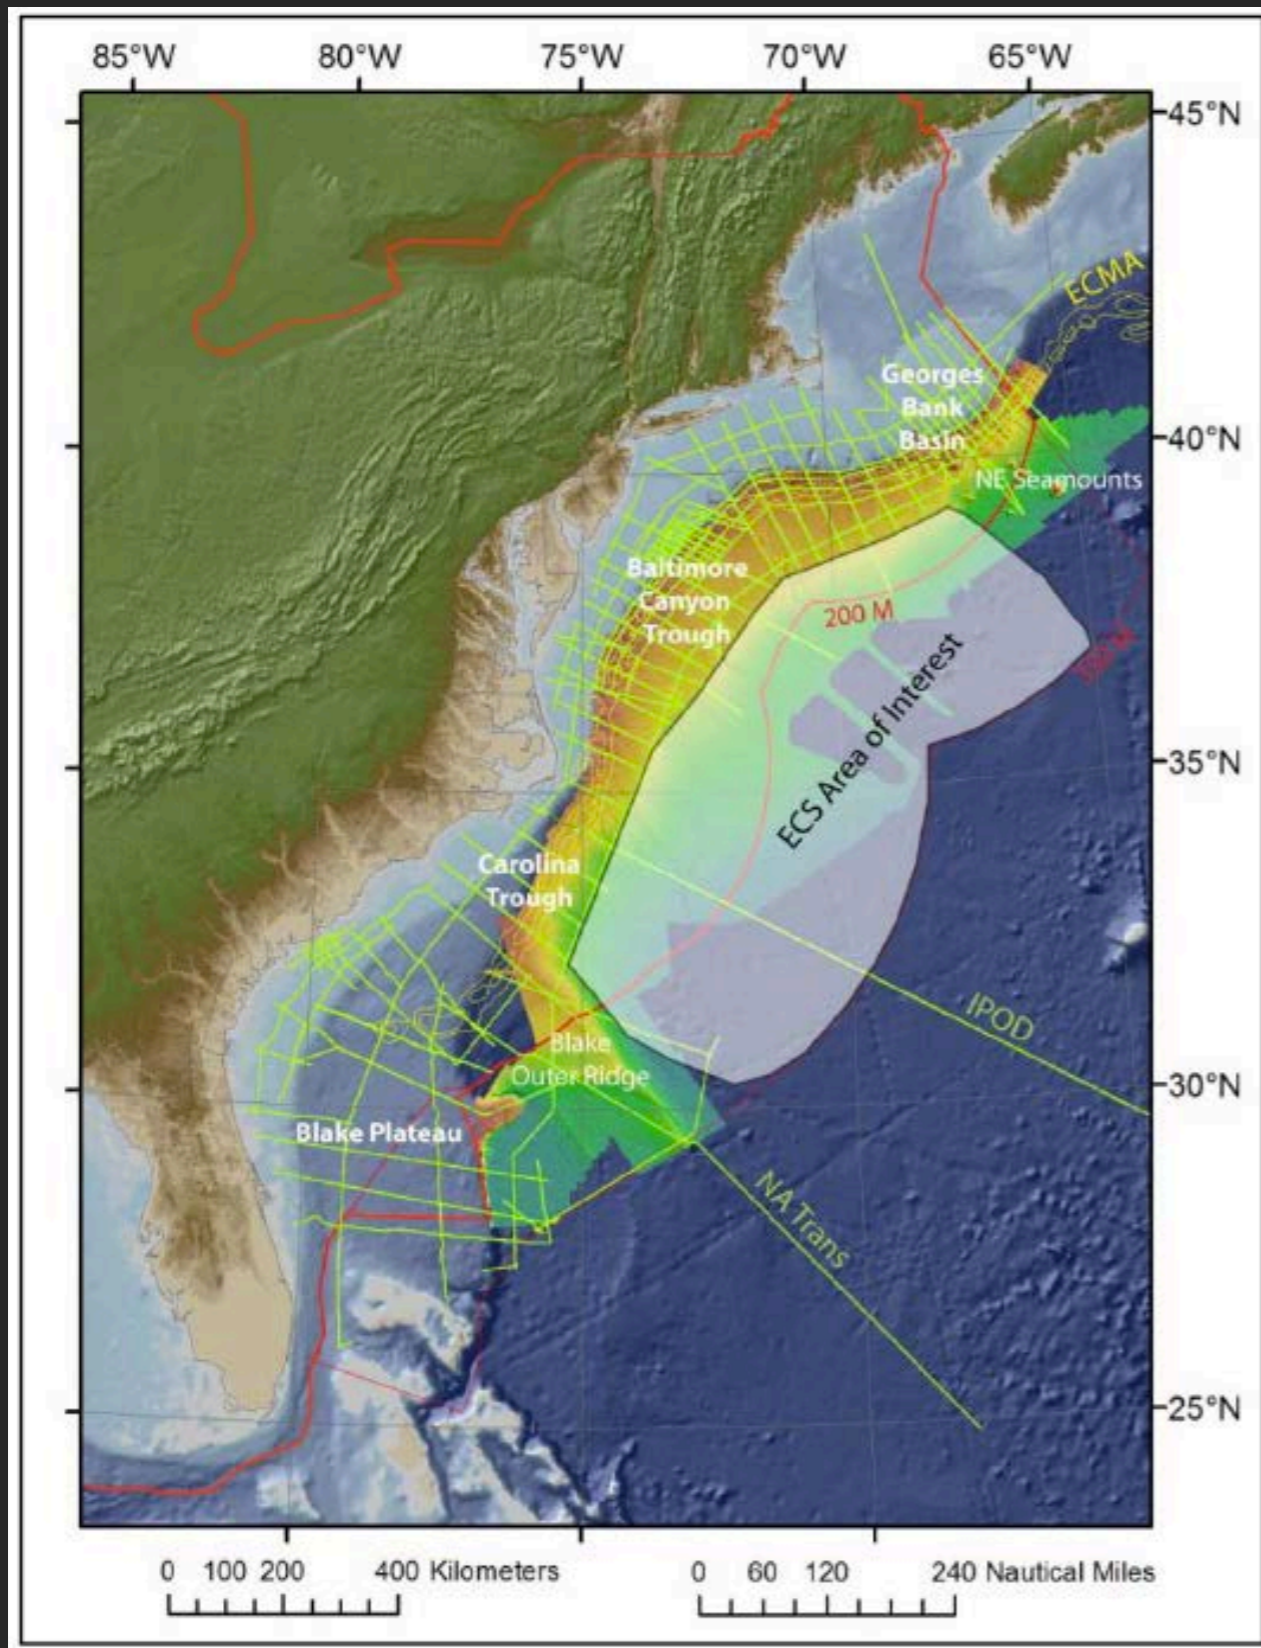 85°W 80°W 75°W 70°W 65°W
45°N
ECMA
Georges
Bank
Basin
40°N
NE Seamounts
Baltimore
Canyon
Trough
200 M
ECS Area of Interest
35°N
Carolina
Trough
IPOD
Blake
Outer Ridge
30°N
Blake Plateau
NA Trans
25°N
0 100 200 400 Kilometers
0 60 120 240 Nautical Miles